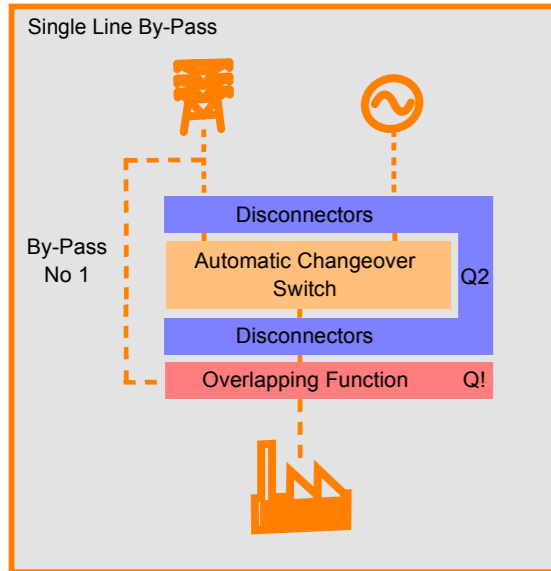 Single Line By-Pass
Disconnectors
By-Pass
No 1
Automatic Changeover
Switch
Q2
Disconnectors
Overlapping Function
Q!